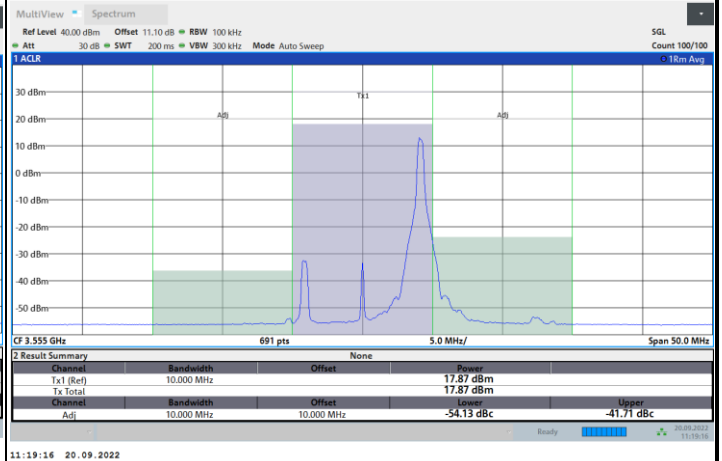 MultiView Spectrum
Ref Level 40.00 dBm Offset 11.10 dB RBW 100 kHz SGL
Att 30 dB SWT 200 ms VBW 300 kHz Mode Auto Sweep Count 100/100
1 ACLR 1Rm Avg
30 dBm
Tx1
20 dBm Adj Adj
10 dBm
0 dBm
-10 dBm
-20 dBm
-30 dBm
-40 dBm
-50 dBm
CF 3.555 GHz 691 pts 5.0 MHz/ Span 50.0 MHz
2 Result Summary None
Channel Bandwidth Offset Power
Tx1 (Ref) 10.000 MHz 17.87 dBm
Tx Total 17.87 dBm
Channel Bandwidth Offset Lower Upper
Adj 10.000 MHz 10.000 MHz -54.13 dBc -41.71 dBc
Ready 20.09.2022
11:19:16
11:19:16 20.09.2022